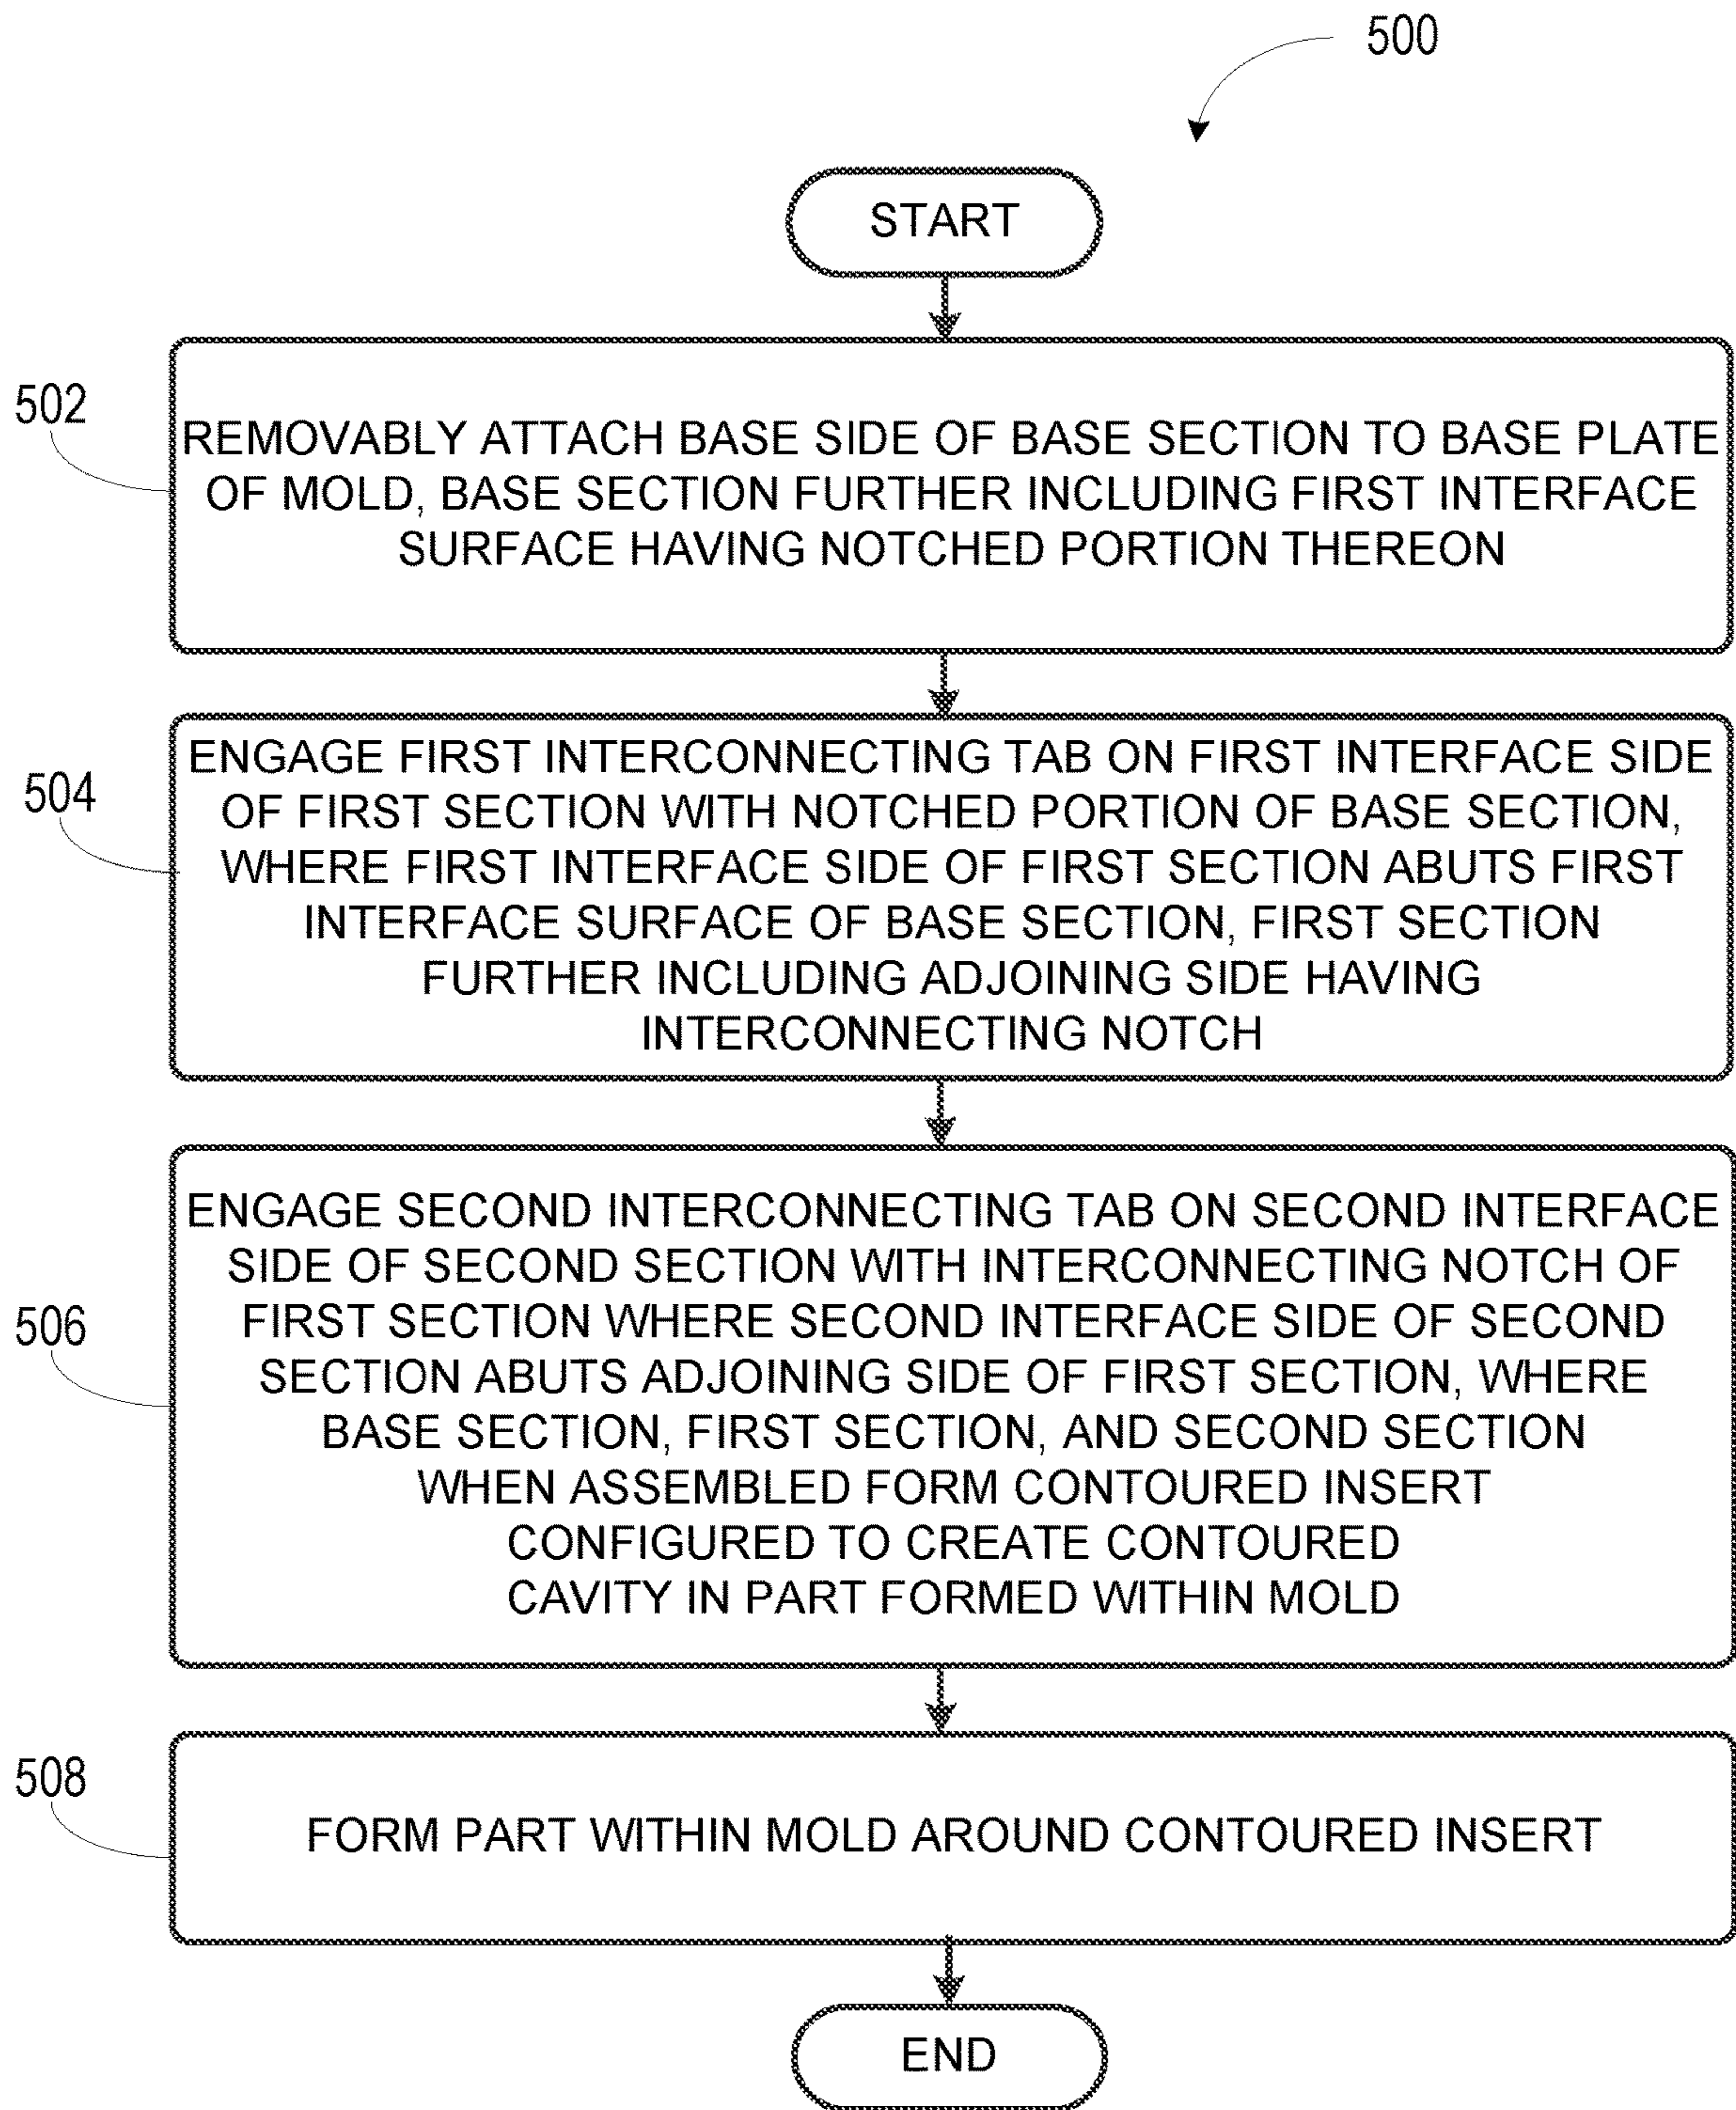 500
START
502
REMOVABLY ATTACH BASE SIDE OF BASE SECTION TO BASE PLATE
OF MOLD, BASE SECTION FURTHER INCLUDING FIRST INTERFACE
SURFACE HAVING NOTCHED PORTION THEREON
504
ENGAGE FIRST INTERCONNECTING TAB ON FIRST INTERFACE SIDE
OF FIRST SECTION WITH NOTCHED PORTION OF BASE SECTION,
WHERE FIRST INTERFACE SIDE OF FIRST SECTION ABUTS FIRST
INTERFACE SURFACE OF BASE SECTION, FIRST SECTION
FURTHER INCLUDING ADJOINING SIDE HAVING
INTERCONNECTING NOTCH
506
ENGAGE SECOND INTERCONNECTING TAB ON SECOND INTERFACE
SIDE OF SECOND SECTION WITH INTERCONNECTING NOTCH OF
FIRST SECTION WHERE SECOND INTERFACE SIDE OF SECOND
SECTION ABUTS ADJOINING SIDE OF FIRST SECTION, WHERE
BASE SECTION, FIRST SECTION, AND SECOND SECTION
WHEN ASSEMBLED FORM CONTOURED INSERT
CONFIGURED TO CREATE CONTOURED
CAVITY IN PART FORMED WITHIN MOLD
508
FORM PART WITHIN MOLD AROUND CONTOURED INSERT
END